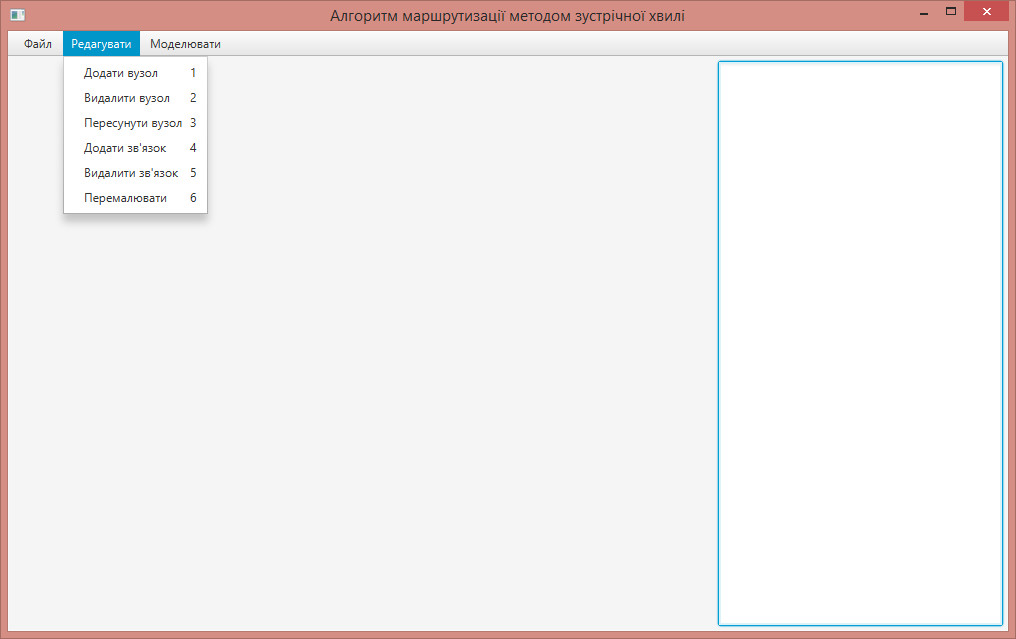 Алгоритм маршрутизації методом зустрічної хвилі
Файл Редагувати Моделювати
Додати вузол 1
Видалити вузол 2
Пересунути вузол 3
Додати зв'язок 4
Видалити зв'язок 5
Перемалювати 6